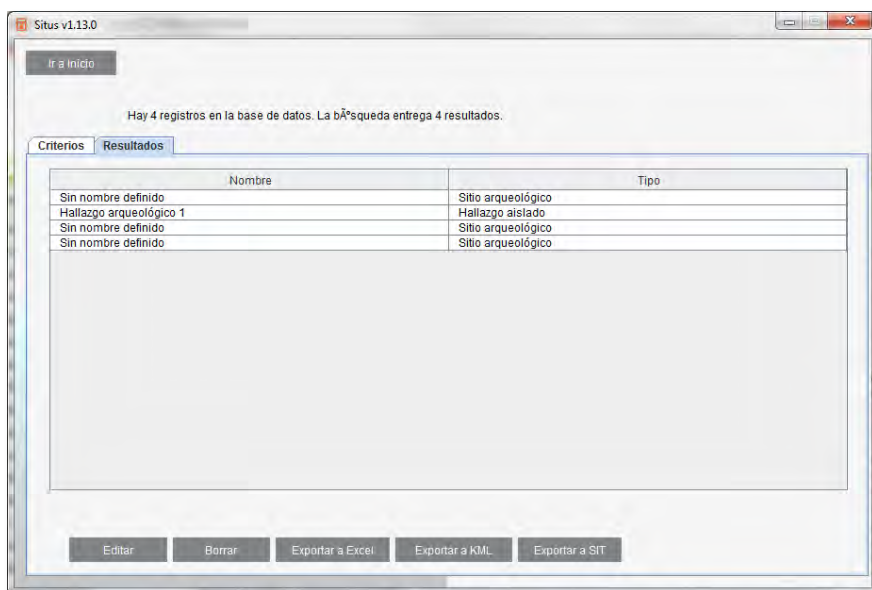 Situs v1.13.0
Ir a inicio
Hay 4 registros en la base de datos. La bÃºsqueda entrega 4 resultados.
Criterios Resultados
Nombre Tipo
Sin nombre definido Sitio arqueológico
Hallazgo arqueológico 1 Hallazgo aislado
Sin nombre definido Sitio arqueológico
Sin nombre definido Sitio arqueológico
Editar Borrar Exportar a Excel Exportar a KML Exportar a SIT